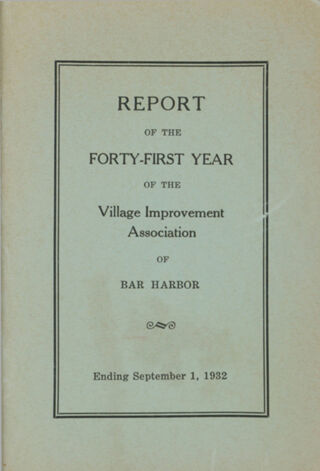 REPORT
OF THE
FORTY-FIRST YEAR
OF THE
Village Improvement
Association
OF
BAR HARBOR
Ending September 1, 1932